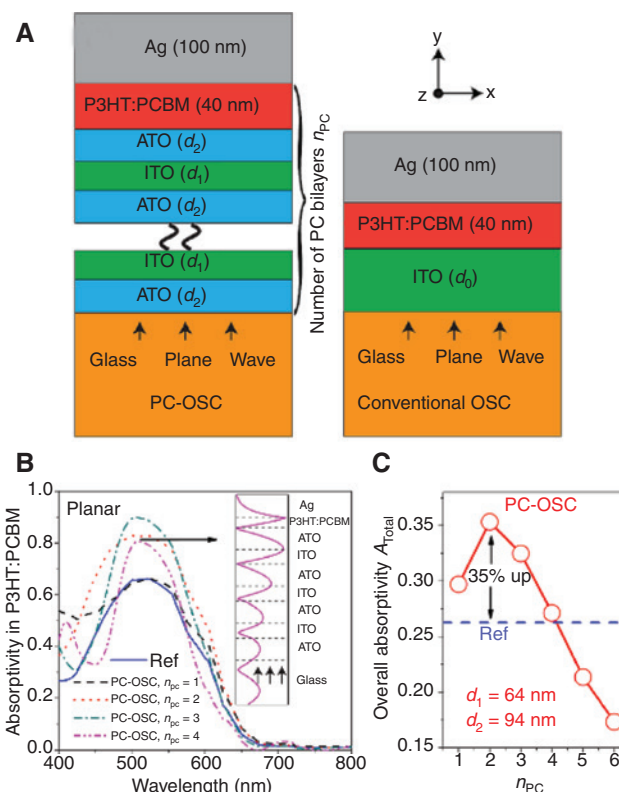 A
Ag (100 nm)
P3HT:PCBM (40 nm)
ATO (d₂)
ITO (d₁)
ATO (d₂)
ITO (d₁)
ATO (d₂)
Glass Plane Wave
PC-OSC
Number of PC bilayers nPC
y
z x
Ag (100 nm)
P3HT:PCBM (40 nm)
ITO (d₀)
Glass Plane Wave
Conventional OSC
B
Absorptivity in P3HT:PCBM
1.0
0.8
0.6
0.4
0.2
0.0
Planar
Ref
PC-OSC, npc = 1
PC-OSC, npc = 2
PC-OSC, npc = 3
PC-OSC, npc = 4
Ag
P3HT:PCBM
ATO
ITO
ATO
ITO
ATO
ITO
ATO
Glass
400 500 600 700 800
Wavelength (nm)
C
Overall absorptivity ATotal
0.35
0.30
0.25
0.20
0.15
PC-OSC
35% up
Ref
d₁ = 64 nm
d₂ = 94 nm
1 2 3 4 5 6
nPC